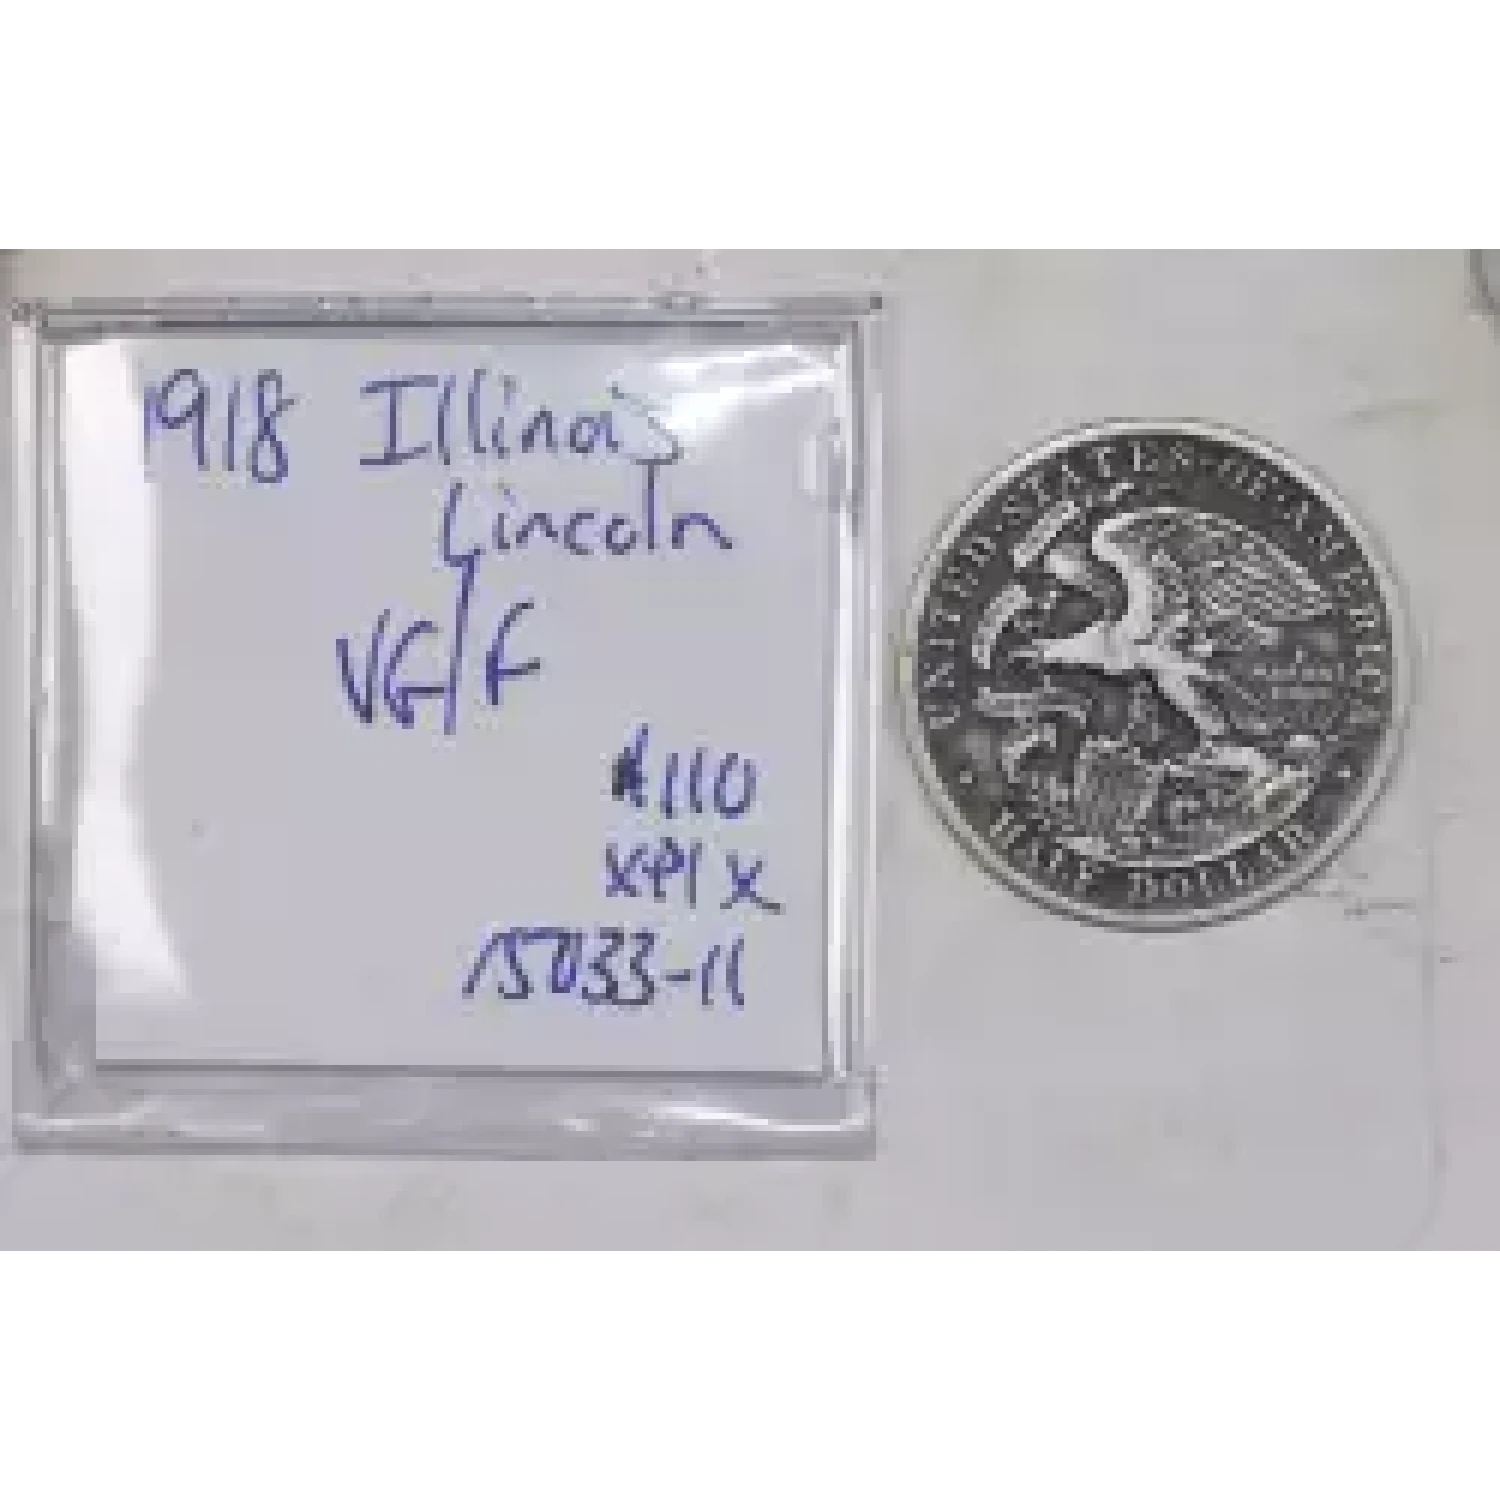 1918 Illinois
Lincoln
VG/F
$110
15033-11
UNITED STATES OF AMERICA
HALF DOLLAR